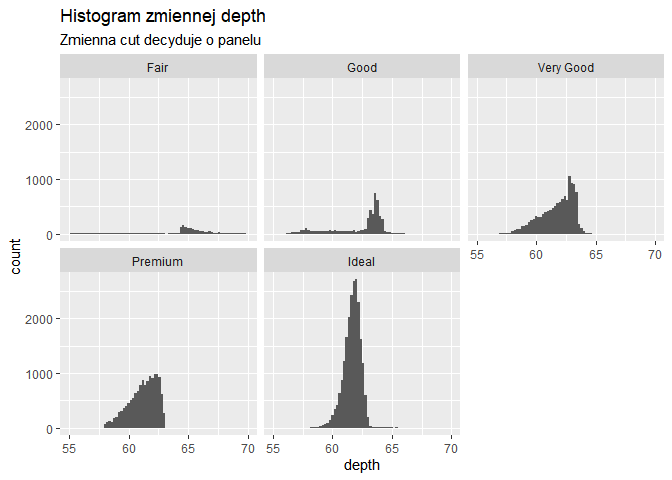 Histogram zmiennej depth
Zmienna cut decyduje o panelu
Fair Good Very Good
2000
1000
0
55 60 65 70
Premium Ideal
2000
1000
0
55 60 65 70 55 60 65 70
count
depth